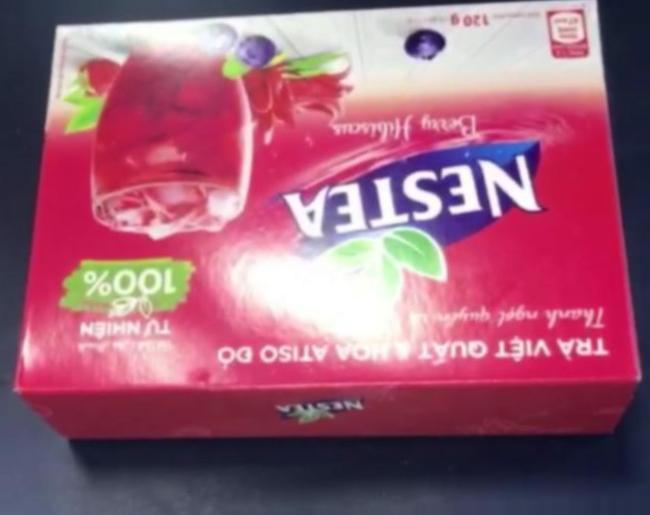 TRÀ VIỆT QUẤT & HOA ATISO ĐỎ
Thanh ngọt quyến rũ
TỰ NHIÊN
100%
NESTEA
Berry Hibiscus
120 g
NESTEA